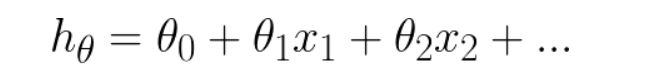 h_θ = θ_0 + θ_1x_1 + θ_2x_2 + ...